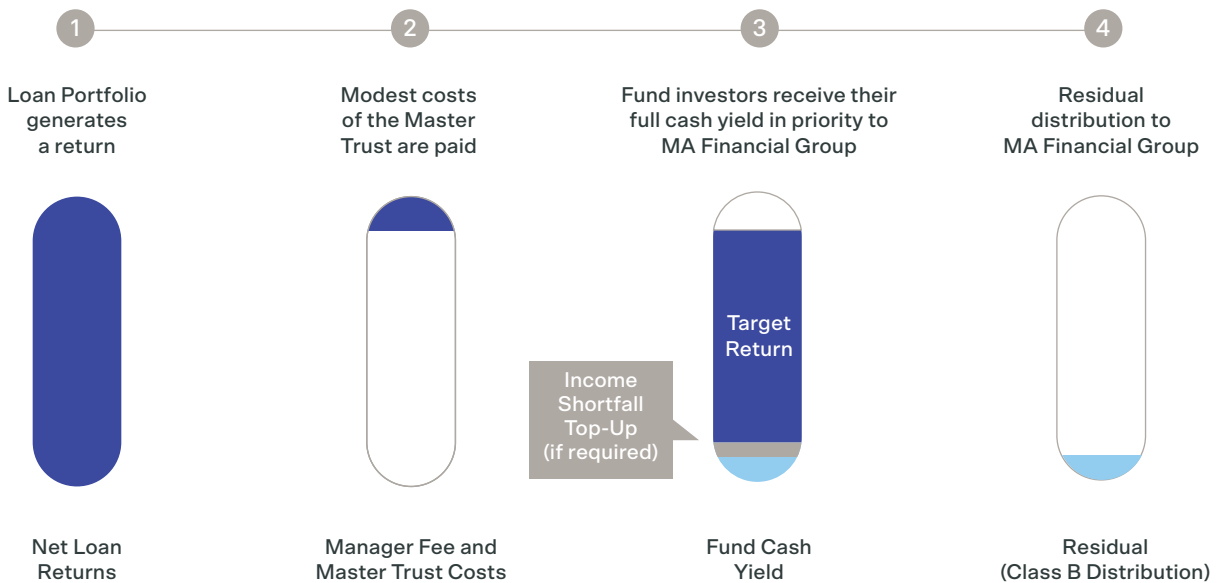 1
2
3
4
Loan Portfolio
generates
a return
Modest costs
of the Master
Trust are paid
Fund investors receive their
full cash yield in priority to
MA Financial Group
Residual
distribution to
MA Financial Group
Target
Return
Income
Shortfall
Top-Up
(if required)
Net Loan
Returns
Manager Fee and
Master Trust Costs
Fund Cash
Yield
Residual
(Class B Distribution)